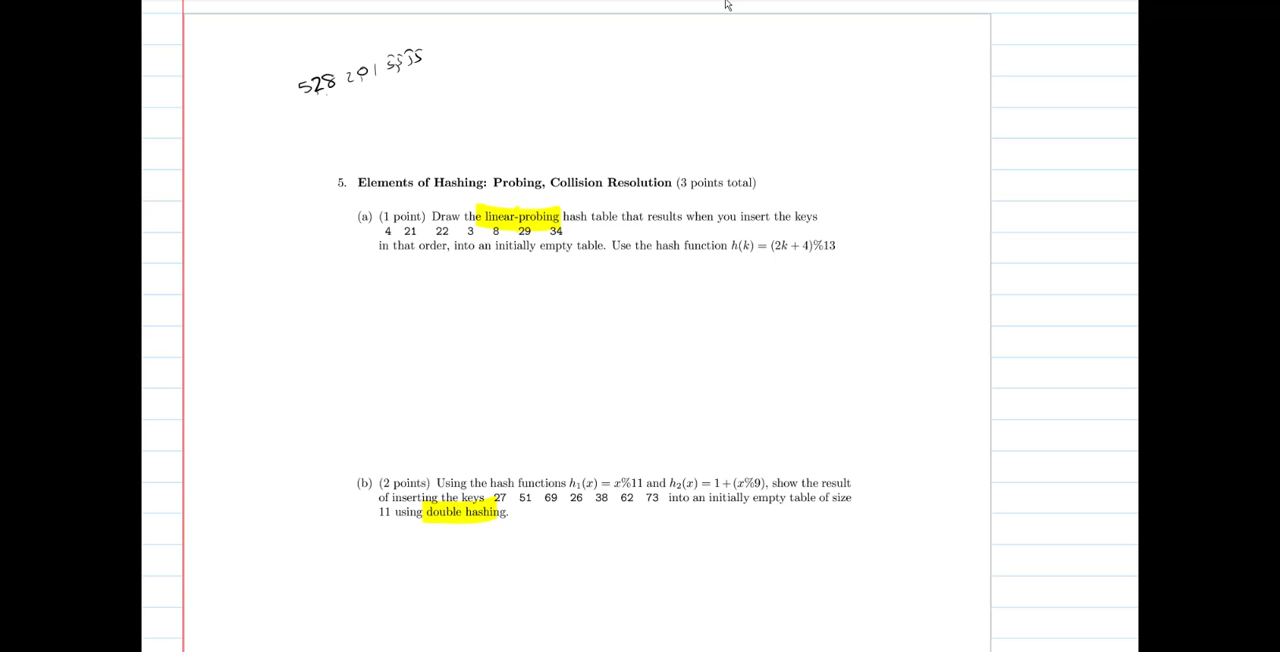 528 201
5. Elements of Hashing: Probing, Collision Resolution (3 points total)
(a) (1 point) Draw the linear-probing hash table that results when you insert the keys
4 21 22 3 8 29 34
in that order, into an initially empty table. Use the hash function h(k) = (2k + 4)%13
(b) (2 points) Using the hash functions h₁(x) = x%11 and h₂(x) = 1 + (x%9), show the result
of inserting the keys 27 51 69 26 38 62 73 into an initially empty table of size
11 using double hashing.